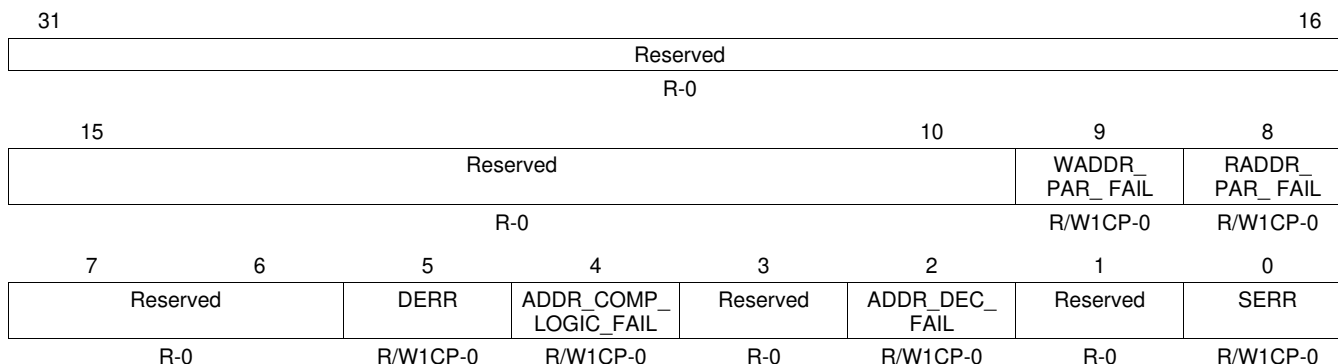 31 16
Reserved
R-0
15 10 9 8
Reserved WADDR_ RADDR_
PAR_ FAIL PAR_ FAIL
R-0 R/W1CP-0 R/W1CP-0
7 6 5 4 3 2 1 0
Reserved DERR ADDR_COMP_ Reserved ADDR_DEC_ Reserved SERR
LOGIC_FAIL FAIL
R-0 R/W1CP-0 R/W1CP-0 R-0 R/W1CP-0 R-0 R/W1CP-0